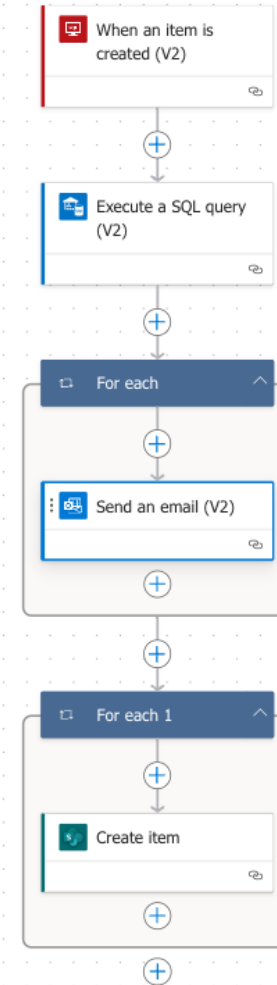 When an item is
created (V2)
Execute a SQL query
(V2)
For each
Send an email (V2)
For each 1
Create item